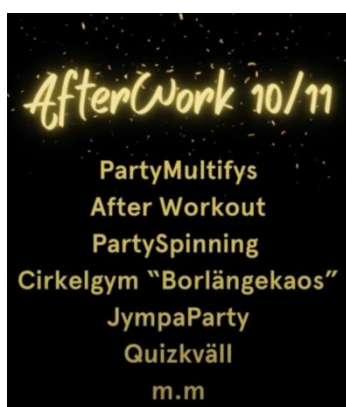 AfterWork 10/11
PartyMultifys
After Workout
PartySpinning
Cirkelgym “Borlängekaos”
JympaParty
Quizkväll
m.m